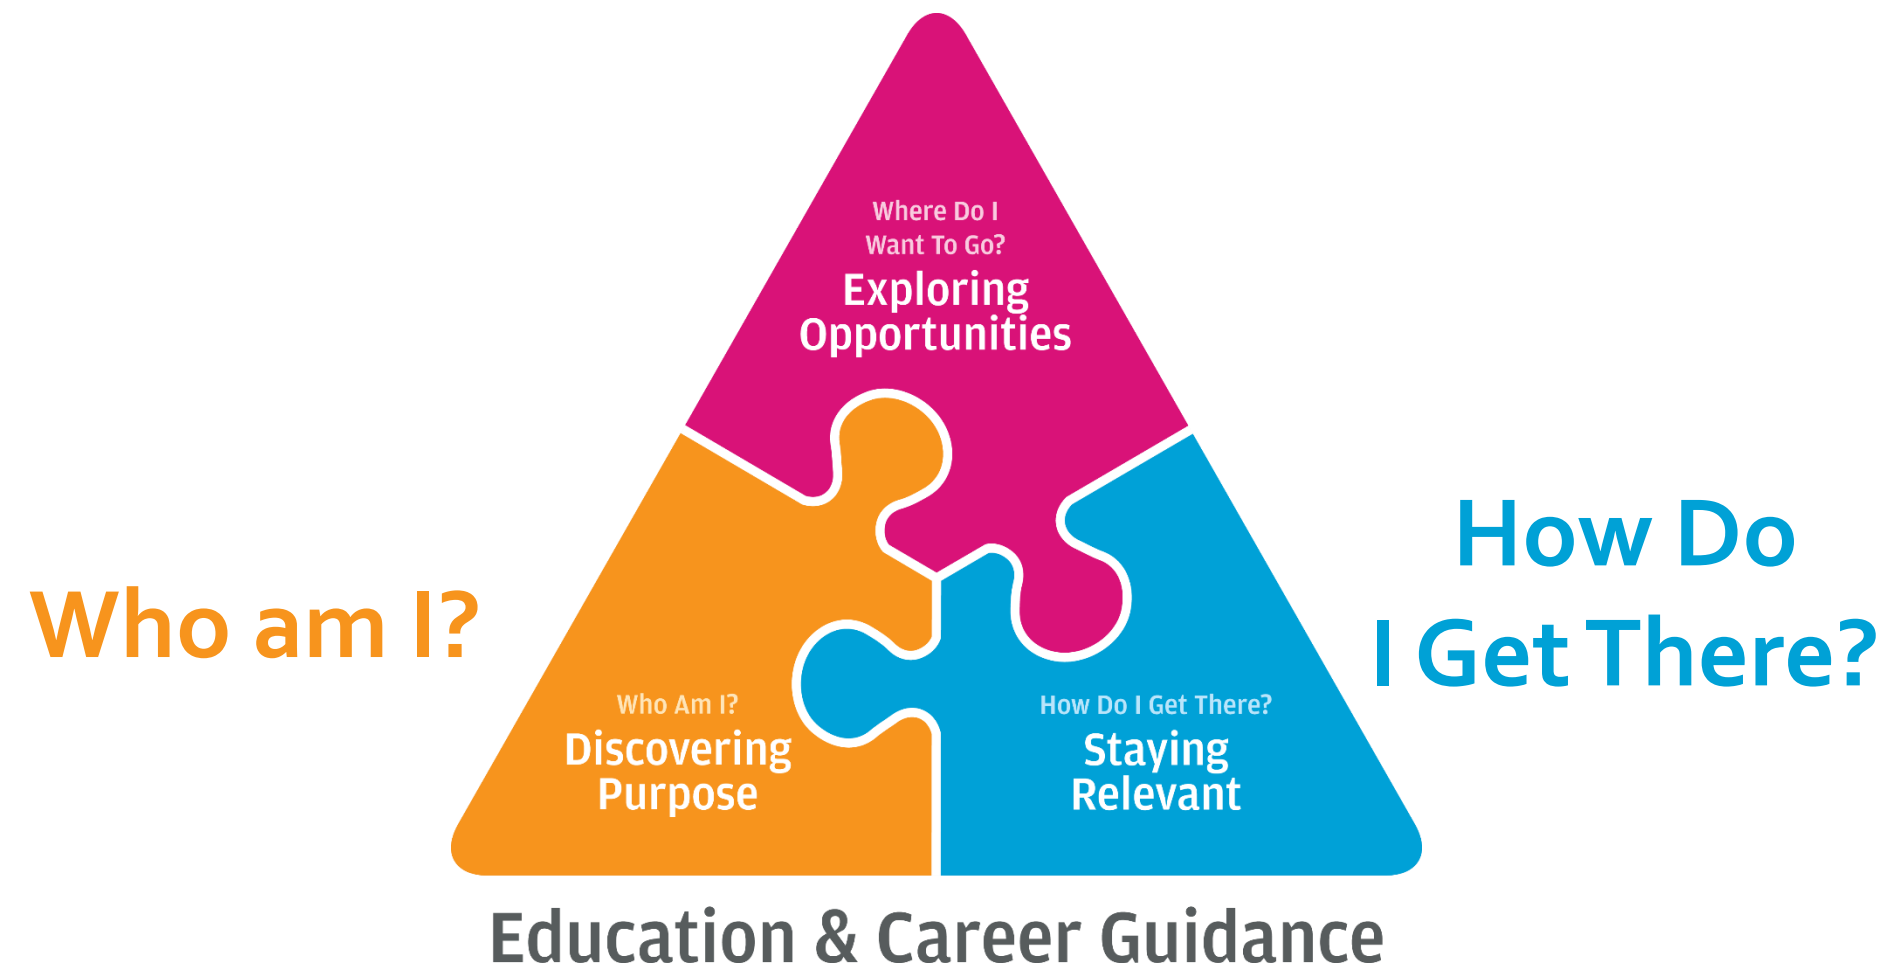 Where Do I
Want To Go?
Exploring
Opportunities
How Do
I Get There?
Who am I?
Who Am I?
Discovering
Purpose
How Do I Get There?
Staying
Relevant
Education & Career Guidance